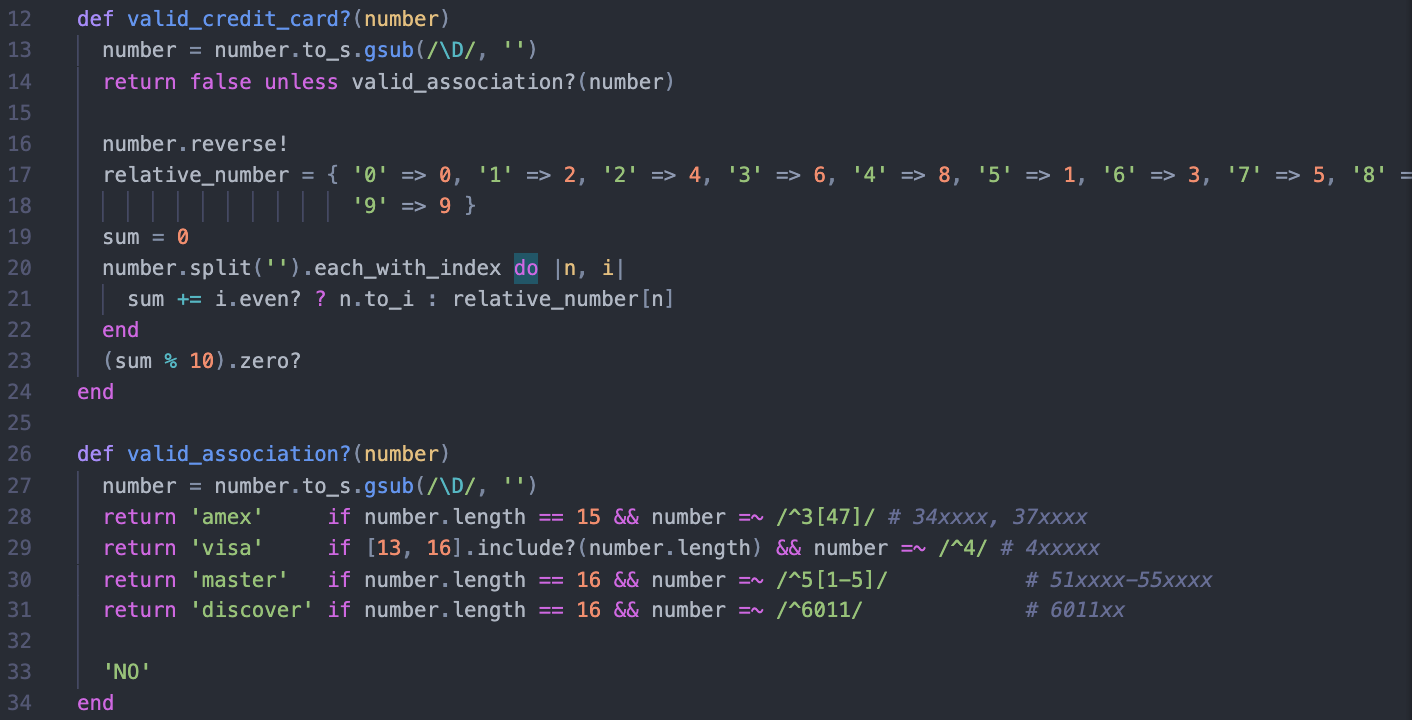 12 def valid_credit_card?(number)
13   number = number.to_s.gsub(/\D/, '')
14   return false unless valid_association?(number)
15
16   number.reverse!
17   relative_number = { '0' => 0, '1' => 2, '2' => 4, '3' => 6, '4' => 8, '5' => 1, '6' => 3, '7' => 5, '8' =
18                       '9' => 9 }
19   sum = 0
20   number.split('').each_with_index do |n, i|
21     sum += i.even? ? n.to_i : relative_number[n]
22   end
23   (sum % 10).zero?
24 end
25
26 def valid_association?(number)
27   number = number.to_s.gsub(/\D/, '')
28   return 'amex'     if number.length == 15 && number =~ /^3[47]/ # 34xxxx, 37xxxx
29   return 'visa'     if [13, 16].include?(number.length) && number =~ /^4/ # 4xxxxx
30   return 'master'   if number.length == 16 && number =~ /^5[1-5]/           # 51xxxx-55xxxx
31   return 'discover' if number.length == 16 && number =~ /^6011/             # 6011xx
32
33   'NO'
34 end